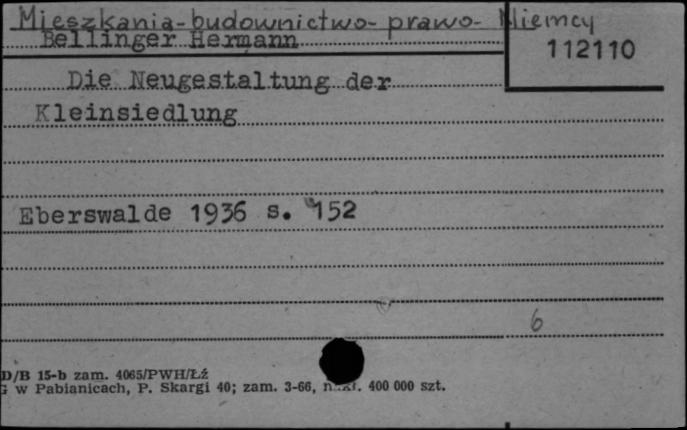 Mieszkania-budownictwo-prawo-Niemcy
Bellinger Hermann
112110
Die Neugestaltung der
Kleinsiedlung
Eberswalde 1936 s. 152
6
D/B 15-b zam. 4065/PWH/Łź
w Pabianicach, P. Skargi 40; zam. 3-66, 400 000 szt.